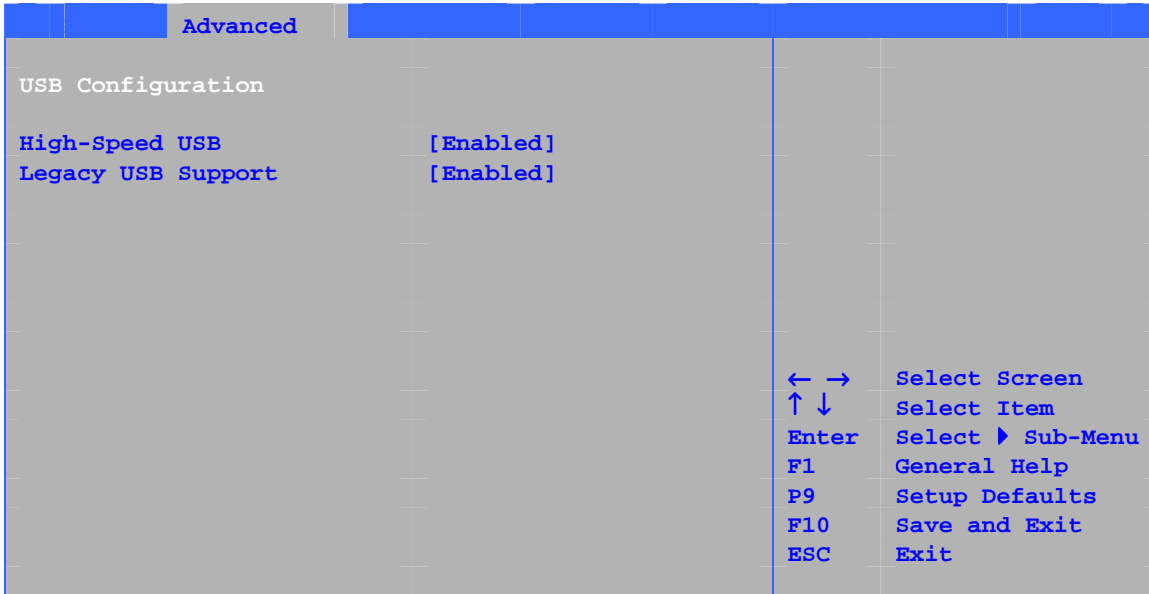 Advanced
USB Configuration
High-Speed USB [Enabled]
Legacy USB Support [Enabled]
← → Select Screen
↑ ↓ Select Item
Enter Select ▶ Sub-Menu
F1 General Help
P9 Setup Defaults
F10 Save and Exit
ESC Exit